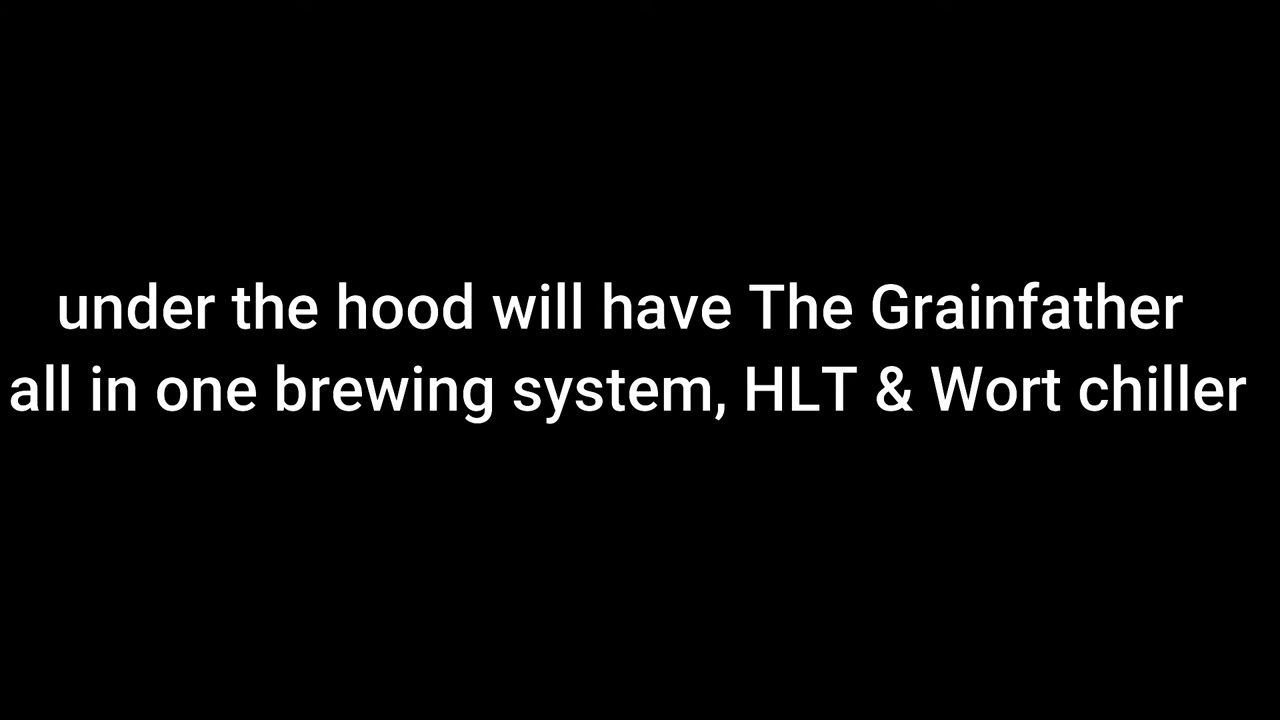 under the hood will have The Grainfather
all in one brewing system, HLT & Wort chiller